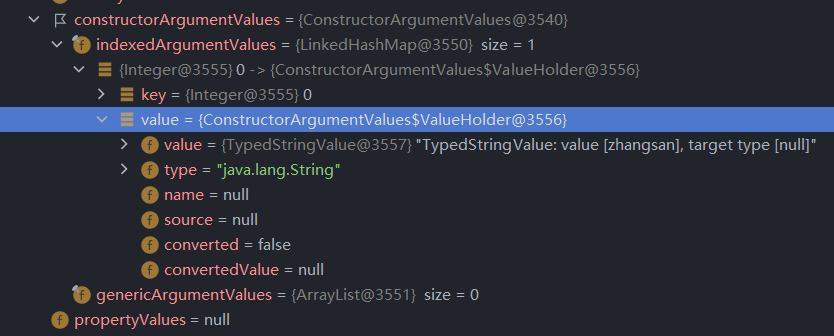 constructorArgumentValues = {ConstructorArgumentValues@3540}
indexedArgumentValues = {LinkedHashMap@3550} size = 1
{Integer@3555} 0 -> {ConstructorArgumentValues$ValueHolder@3556}
key = {Integer@3555} 0
value = {ConstructorArgumentValues$ValueHolder@3556}
f value = {TypedStringValue@3557} "TypedStringValue: value [zhangsan], target type [null]"
f type = "java.lang.String"
f name = null
f source = null
f converted = false
f convertedValue = null
f genericArgumentValues = {ArrayList@3551} size = 0
f propertyValues = null